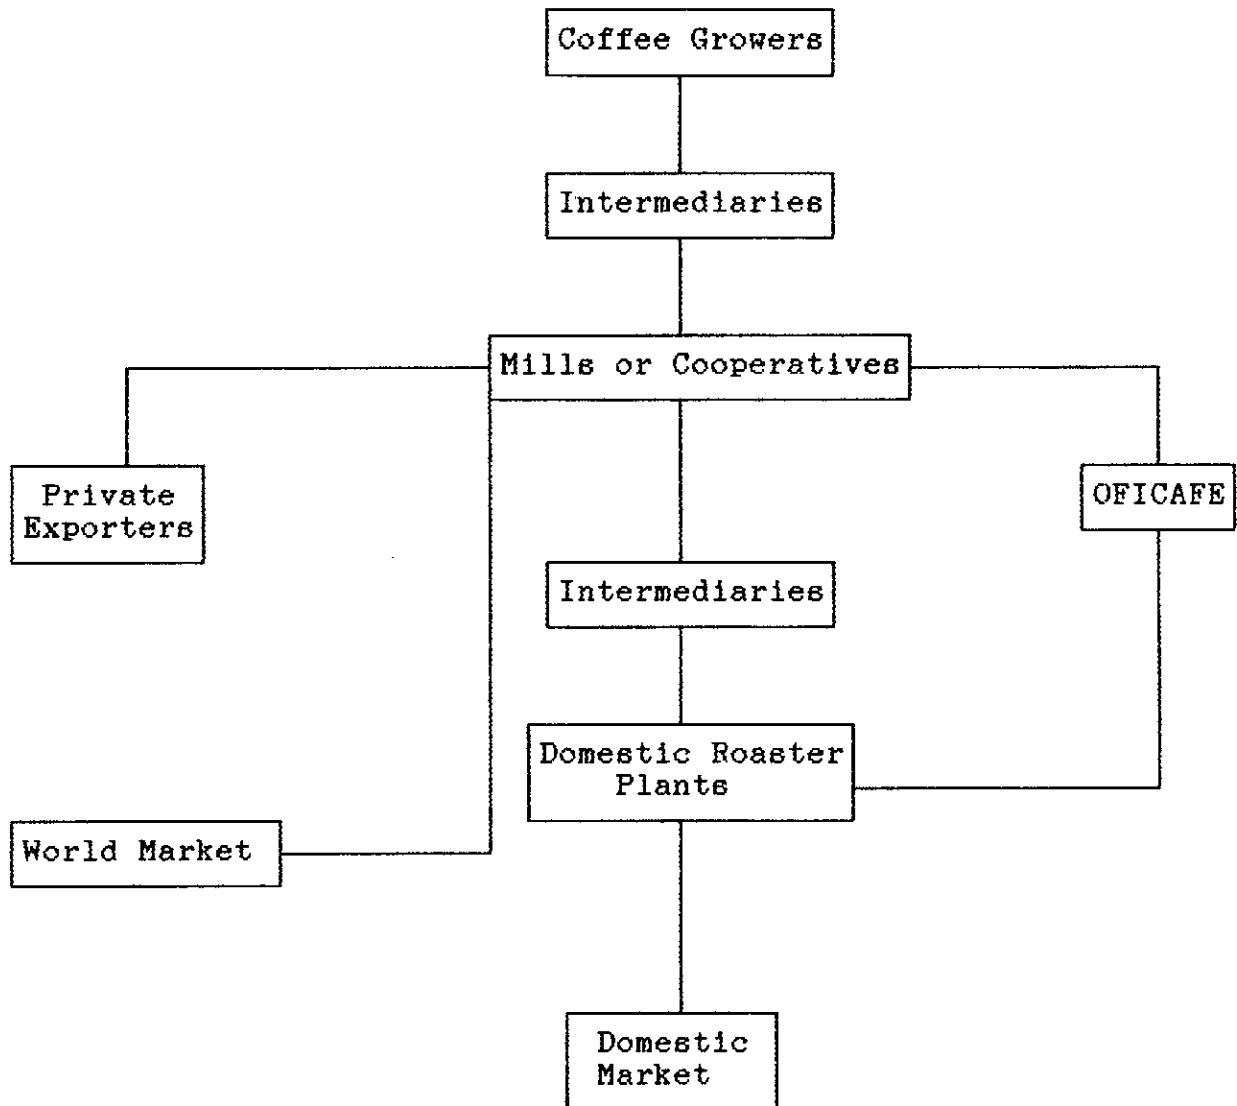 Coffee Growers
Intermediaries
Mills or Cooperatives
Private
Exporters
OFICAFE
Intermediaries
Domestic Roaster
Plants
World Market
Domestic
Market